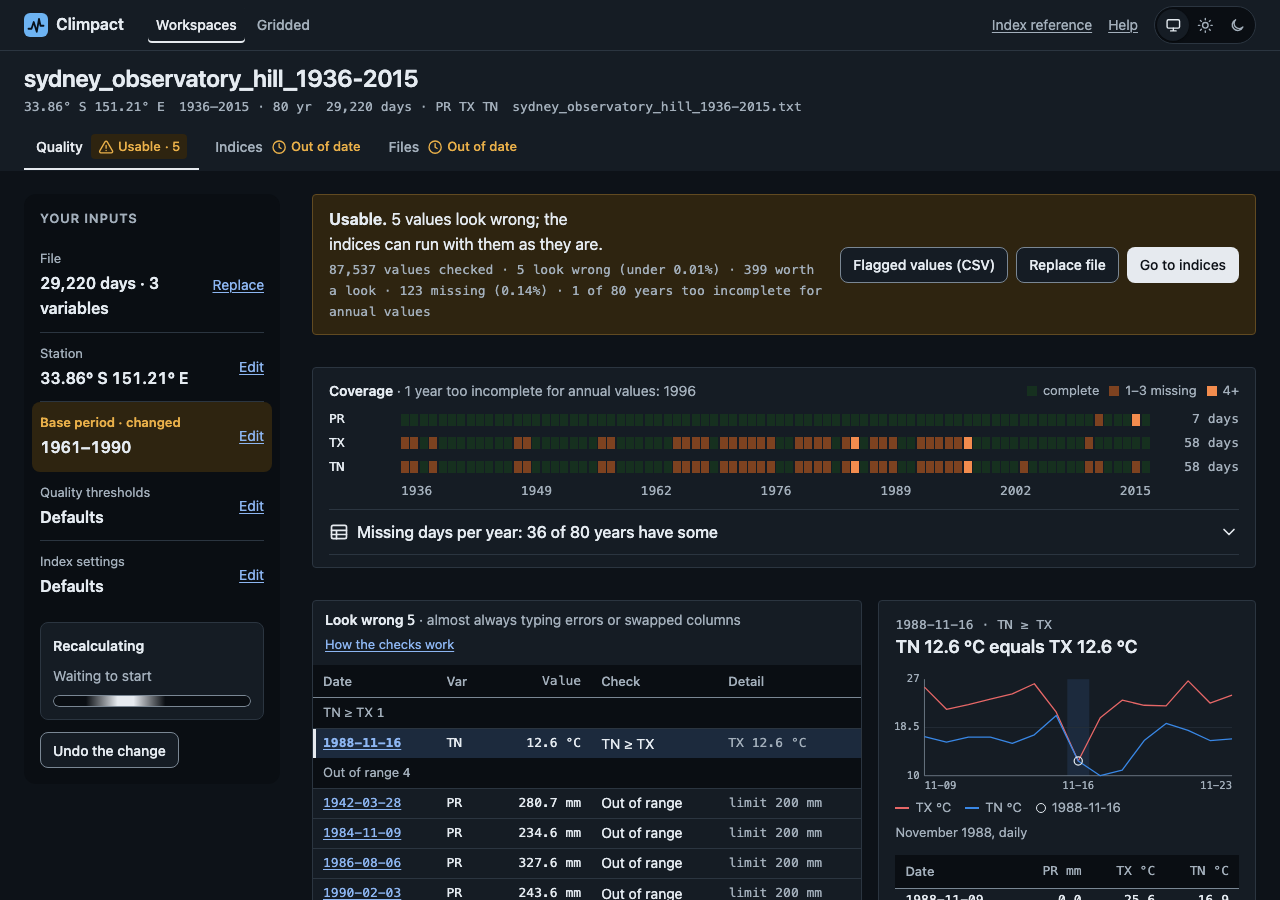 Climpact
Workspaces
Gridded
Index reference
Help
sydney_observatory_hill_1936-2015
33.86° S 151.21° E 1936–2015 · 80 yr 29,220 days · PR TX TN sydney_observatory_hill_1936–2015.txt
Quality Usable · 5
Indices Out of date
Files Out of date
YOUR INPUTS
File
29,220 days · 3
variables
Replace
Station
33.86° S 151.21° E
Edit
Base period · changed
1961–1990
Edit
Quality thresholds
Defaults
Edit
Index settings
Defaults
Edit
Recalculating
Waiting to start
Undo the change
Usable. 5 values look wrong; the
indices can run with them as they are.
87,537 values checked · 5 look wrong (under 0.01%) · 399 worth
a look · 123 missing (0.14%) · 1 of 80 years too incomplete for
annual values
Flagged values (CSV)
Replace file
Go to indices
Coverage · 1 year too incomplete for annual values: 1996
complete 1–3 missing 4+
PR 7 days
TX 58 days
TN 58 days
1936 1949 1962 1976 1989 2002 2015
Missing days per year: 36 of 80 years have some
Look wrong 5 · almost always typing errors or swapped columns
How the checks work
Date Var Value Check Detail
TN ≥ TX 1
1988–11–16 TN 12.6 °C TN ≥ TX TX 12.6 °C
Out of range 4
1942–03–28 PR 280.7 mm Out of range limit 200 mm
1984–11–09 PR 234.6 mm Out of range limit 200 mm
1986–08–06 PR 327.6 mm Out of range limit 200 mm
1990–02–03 PR 243.6 mm Out of range limit 200 mm
1988–11–16 · TN ≥ TX
TN 12.6 °C equals TX 12.6 °C
27
18.5
10
11–09 11–16 11–23
TX °C TN °C 1988-11-16
November 1988, daily
Date PR mm TX °C TN °C
1988–11–09 0.0 25.6 16.9